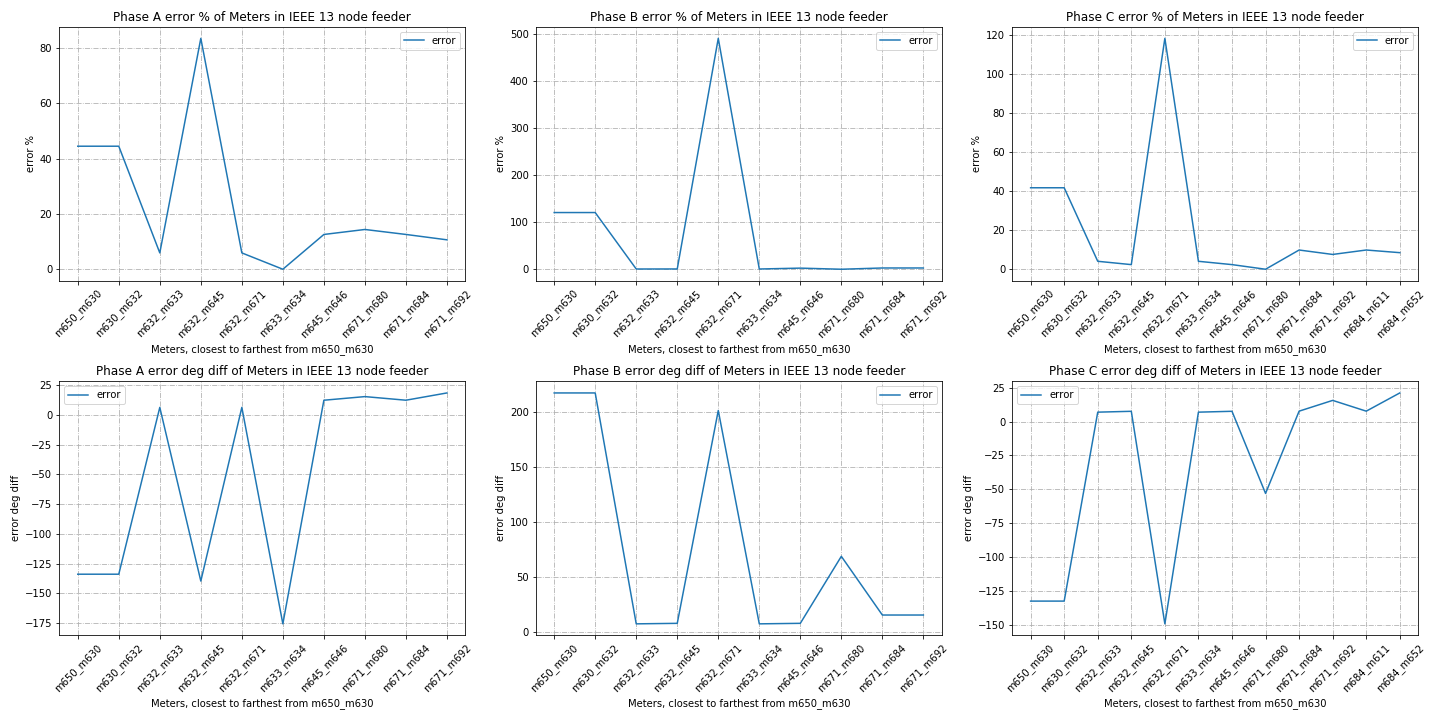 Phase A error % of Meters in IEEE 13 node feeder
error
error %
80
60
40
20
0
m650_m630
m630_m632
m632_m633
m632_m645
m632_m671
m633_m634
m645_m646
m671_m680
m671_m684
m671_m692
Meters, closest to farthest from m650_m630
Phase B error % of Meters in IEEE 13 node feeder
error
error %
500
400
300
200
100
0
m650_m630
m630_m632
m632_m633
m632_m645
m632_m671
m633_m634
m645_m646
m671_m680
m671_m684
m671_m692
Meters, closest to farthest from m650_m630
Phase C error % of Meters in IEEE 13 node feeder
error
error %
120
100
80
60
40
20
0
m650_m630
m630_m632
m632_m633
m632_m645
m632_m671
m633_m634
m645_m646
m671_m680
m671_m684
m671_m692
m684_m611
m684_m652
Meters, closest to farthest from m650_m630
Phase A error deg diff of Meters in IEEE 13 node feeder
error
error deg diff
25
0
−25
−50
−75
−100
−125
−150
−175
m650_m630
m630_m632
m632_m633
m632_m645
m632_m671
m633_m634
m645_m646
m671_m680
m671_m684
m671_m692
Meters, closest to farthest from m650_m630
Phase B error deg diff of Meters in IEEE 13 node feeder
error
error deg diff
200
150
100
50
0
m650_m630
m630_m632
m632_m633
m632_m645
m632_m671
m633_m634
m645_m646
m671_m680
m671_m684
m671_m692
Meters, closest to farthest from m650_m630
Phase C error deg diff of Meters in IEEE 13 node feeder
error
error deg diff
25
0
−25
−50
−75
−100
−125
−150
m650_m630
m630_m632
m632_m633
m632_m645
m632_m671
m633_m634
m645_m646
m671_m680
m671_m684
m671_m692
m684_m611
m684_m652
Meters, closest to farthest from m650_m630